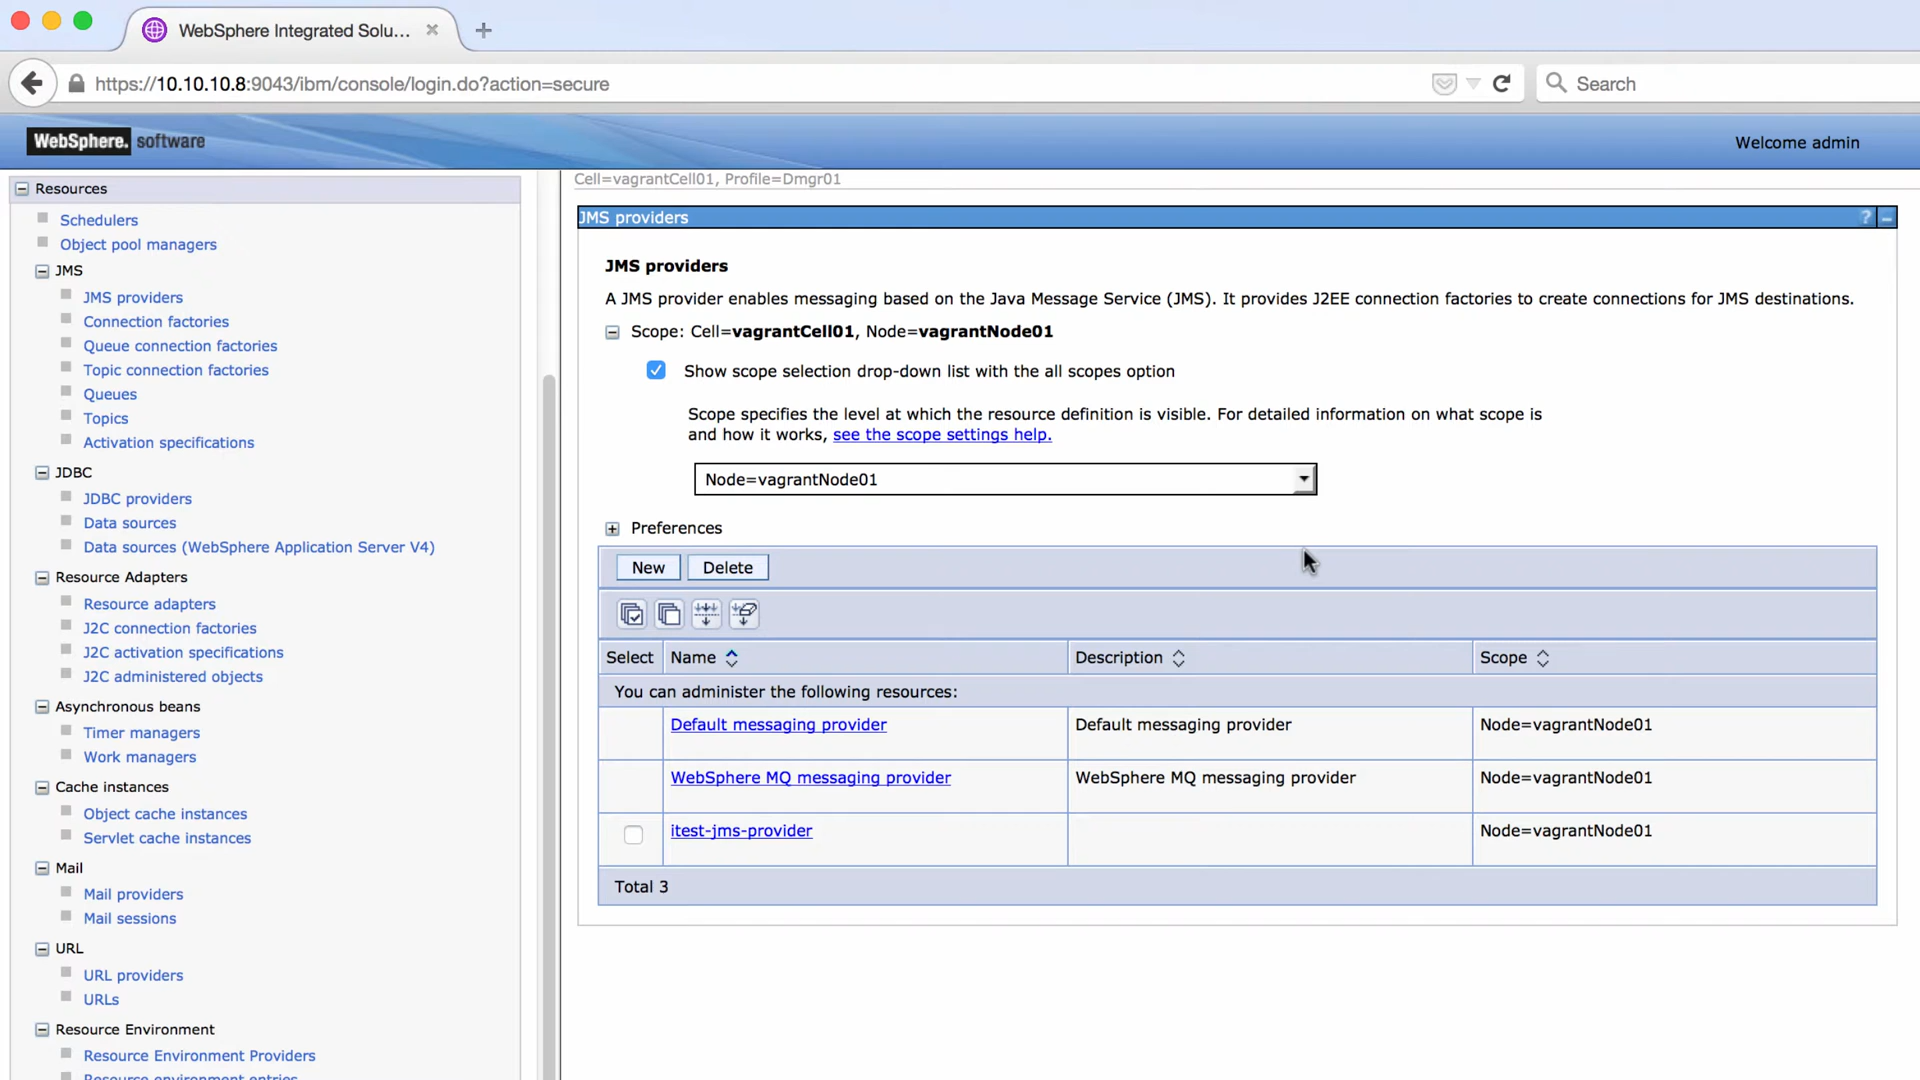 WebSphere Integrated Solu...
https://10.10.10.8:9043/ibm/console/login.do?action=secure
Search
WebSphere. software
Welcome admin
Resources
Schedulers
Object pool managers
JMS
JMS providers
Connection factories
Queue connection factories
Topic connection factories
Queues
Topics
Activation specifications
JDBC
JDBC providers
Data sources
Data sources (WebSphere Application Server V4)
Resource Adapters
Resource adapters
J2C connection factories
J2C activation specifications
J2C administered objects
Asynchronous beans
Timer managers
Work managers
Cache instances
Object cache instances
Servlet cache instances
Mail
Mail providers
Mail sessions
URL
URL providers
URLs
Resource Environment
Resource Environment Providers
Resource environment entries
Cell=vagrantCell01, Profile=Dmgr01
JMS providers
?
JMS providers
A JMS provider enables messaging based on the Java Message Service (JMS). It provides J2EE connection factories to create connections for JMS destinations.
Scope: Cell=vagrantCell01, Node=vagrantNode01
Show scope selection drop-down list with the all scopes option
Scope specifies the level at which the resource definition is visible. For detailed information on what scope is
and how it works, see the scope settings help.
Node=vagrantNode01
Preferences
New Delete
Select Name Description Scope
You can administer the following resources:
Default messaging provider Default messaging provider Node=vagrantNode01
WebSphere MQ messaging provider WebSphere MQ messaging provider Node=vagrantNode01
itest-jms-provider Node=vagrantNode01
Total 3